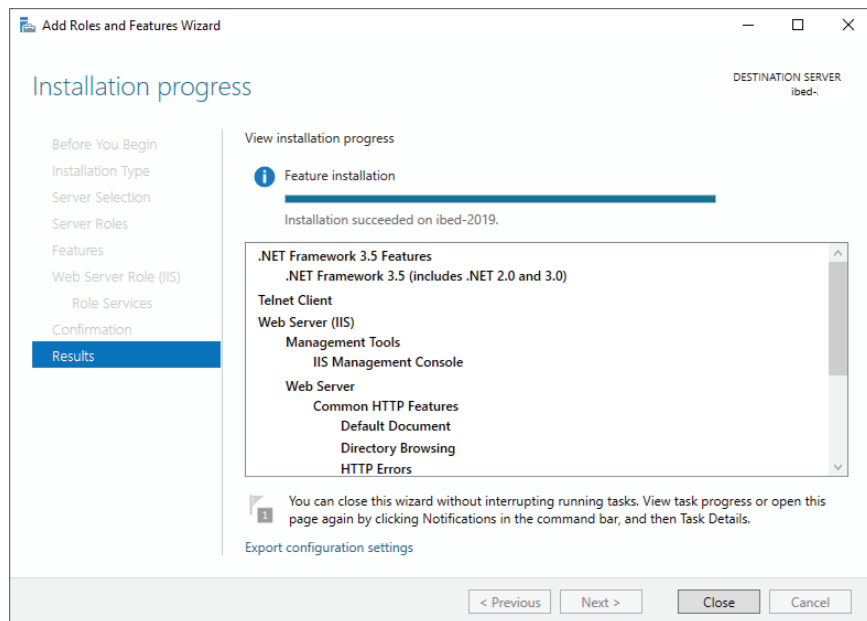 Add Roles and Features Wizard
Installation progress
DESTINATION SERVER
ibed-
Before You Begin
Installation Type
Server Selection
Server Roles
Features
Web Server Role (IIS)
Role Services
Confirmation
Results
View installation progress
Feature installation
Installation succeeded on ibed-2019.
.NET Framework 3.5 Features
.NET Framework 3.5 (includes .NET 2.0 and 3.0)
Telnet Client
Web Server (IIS)
Management Tools
IIS Management Console
Web Server
Common HTTP Features
Default Document
Directory Browsing
HTTP Errors
1
You can close this wizard without interrupting running tasks. View task progress or open this
page again by clicking Notifications in the command bar, and then Task Details.
Export configuration settings
< Previous
Next >
Close
Cancel